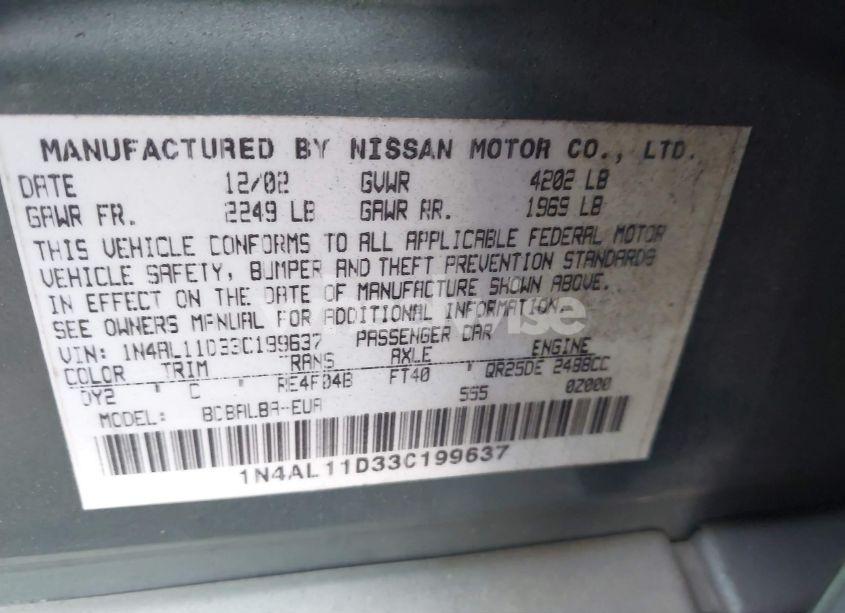 MANUFACTURED BY NISSAN MOTOR CO., LTD.
DATE 12/02 GVWR 4202 LB
GAWR FR. 2249 LB GAWR RR. 1969 LB
THIS VEHICLE CONFORMS TO ALL APPLICABLE FEDERAL MOTOR
VEHICLE SAFETY, BUMPER AND THEFT PREVENTION STANDARDS
IN EFFECT ON THE DATE OF MANUFACTURE SHOWN ABOVE.
SEE OWNERS MANUAL FOR ADDITIONAL INFORMATION.
VIN: 1N4AL11D33C199637 PASSENGER CAR
COLOR TRIM TRANS AXLE ENGINE
DY2 C RE4F04B FT40 QR25DE 2488CC
MODEL: BCBALBA-EUA 5S5 0Z000
1N4AL11D33C199637